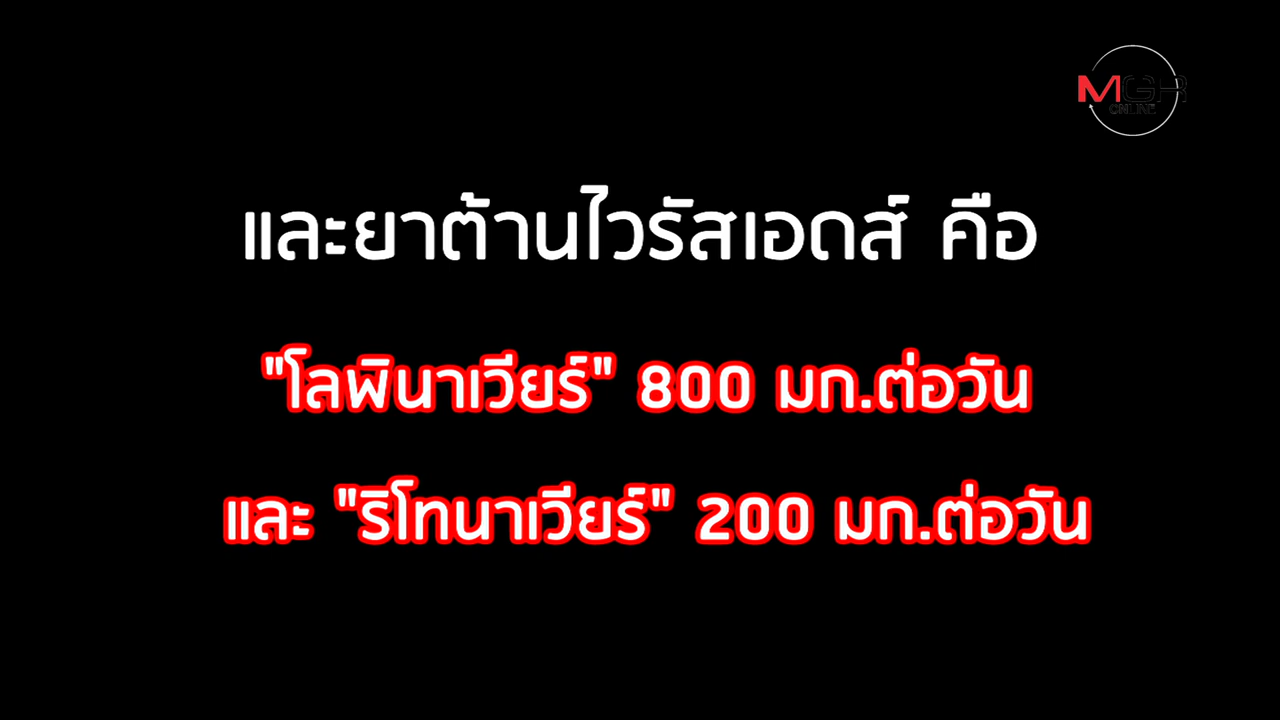 MGR
ONLINE
และยาต้านไวรัสเอดส์ คือ
"โลพินาเวียร์" 800 มก.ต่อวัน
และ "ริโทนาเวียร์" 200 มก.ต่อวัน